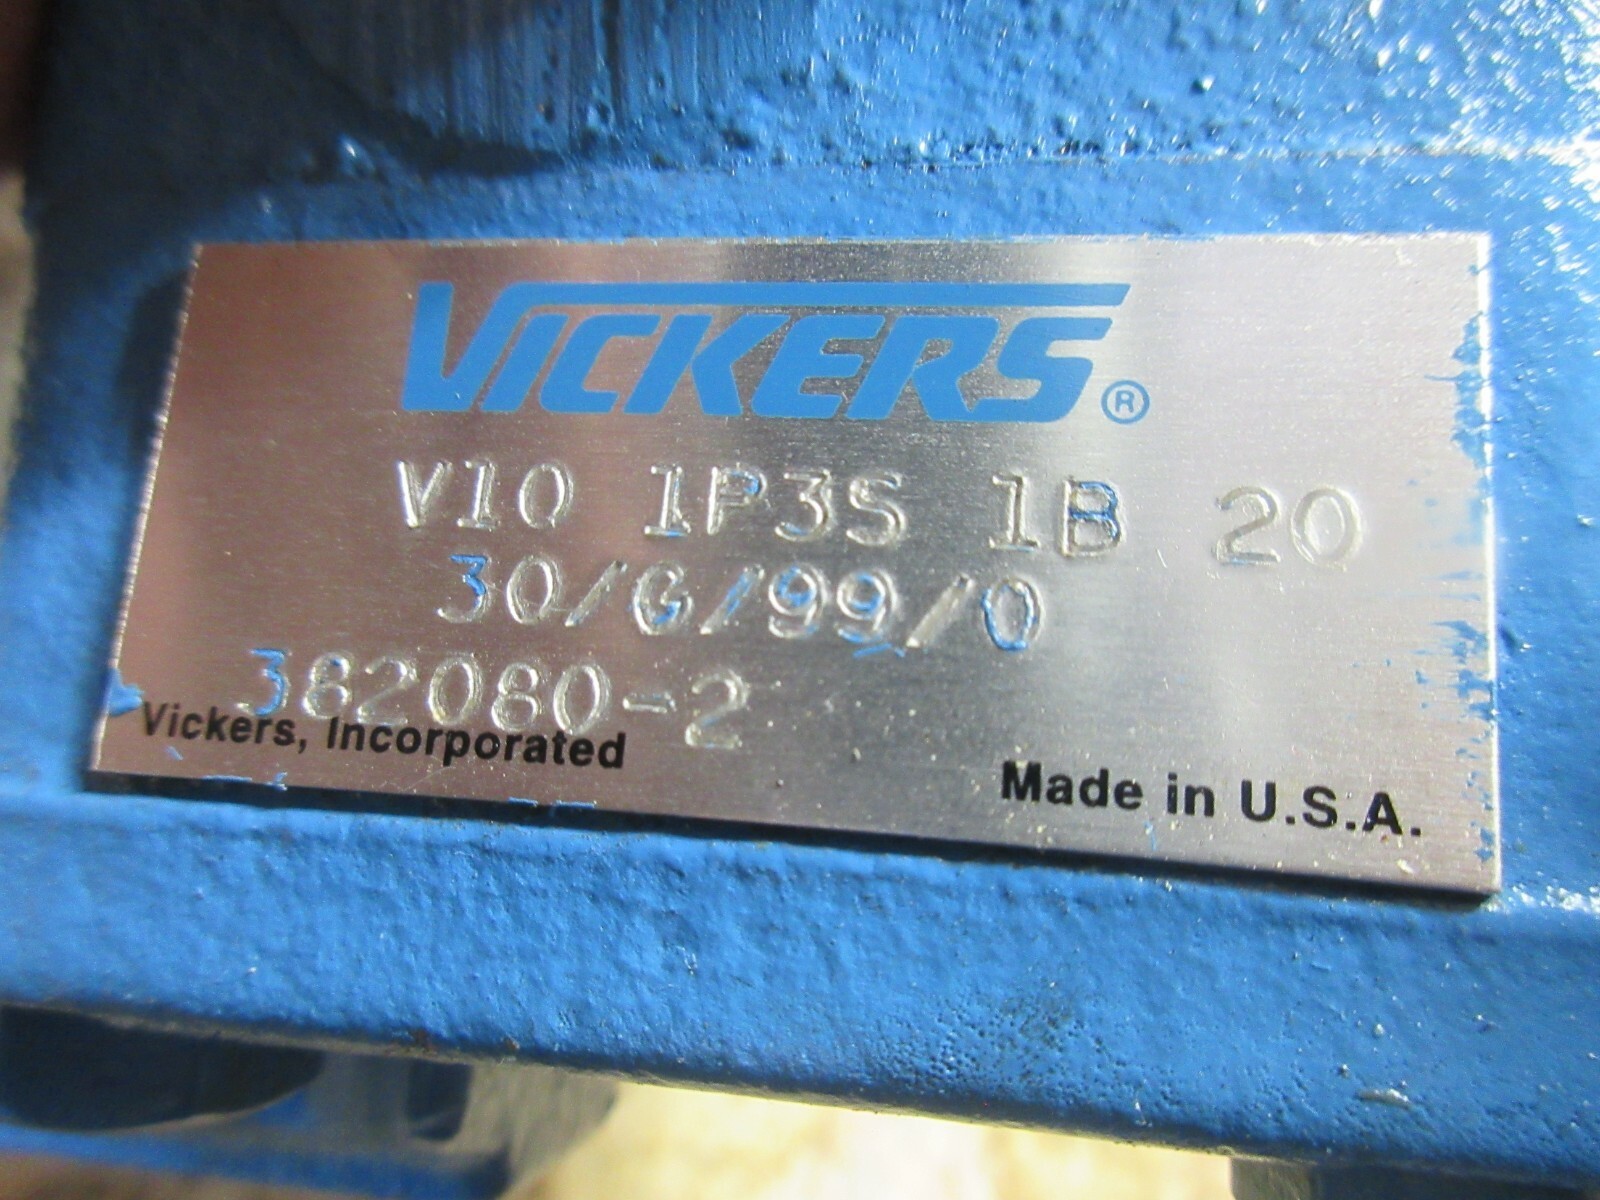 VICKERS®
V10 1P3S 1B 20
30/G/99/0
382080-2
Vickers, Incorporated
Made in U.S.A.